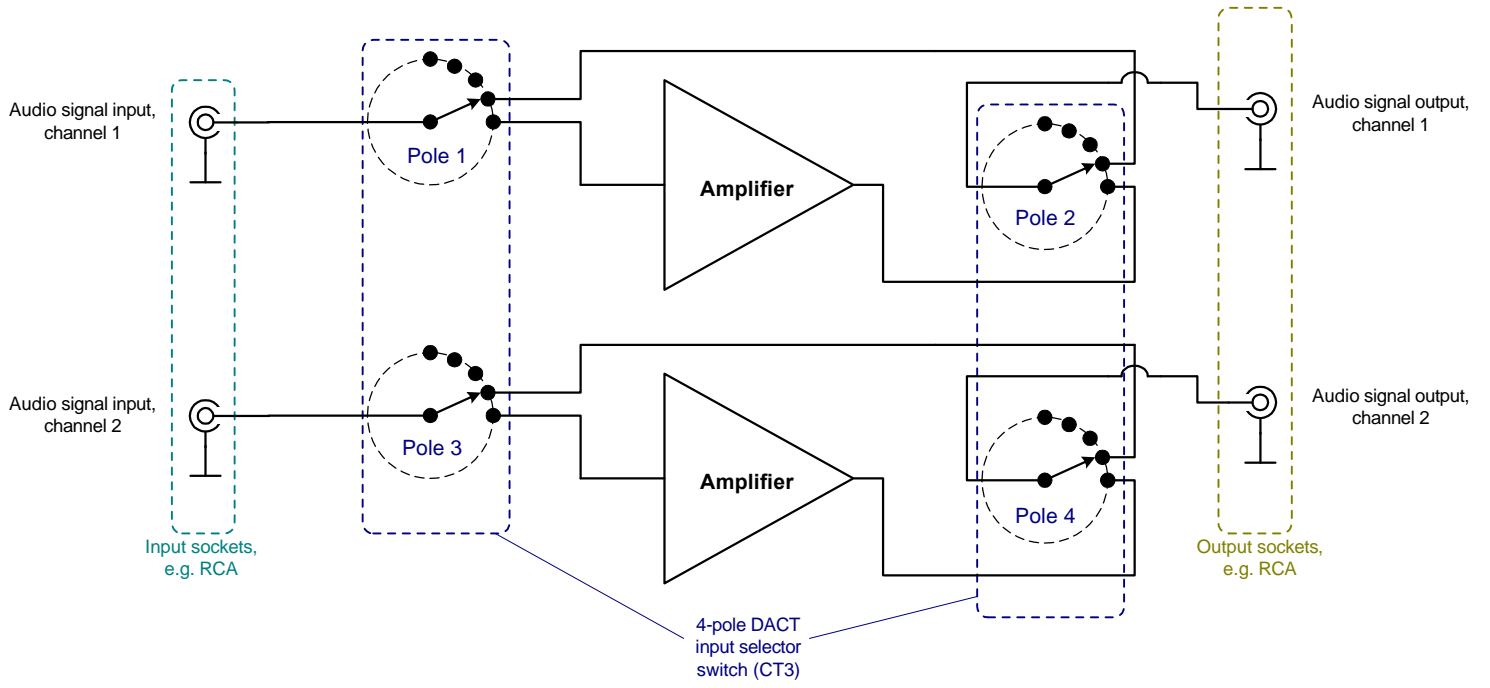 Audio signal input,
channel 1
Pole 1
Amplifier
Pole 2
Audio signal output,
channel 1
Audio signal input,
channel 2
Pole 3
Amplifier
Pole 4
Audio signal output,
channel 2
Input sockets,
e.g. RCA
Output sockets,
e.g. RCA
4-pole DACT
input selector
switch (CT3)